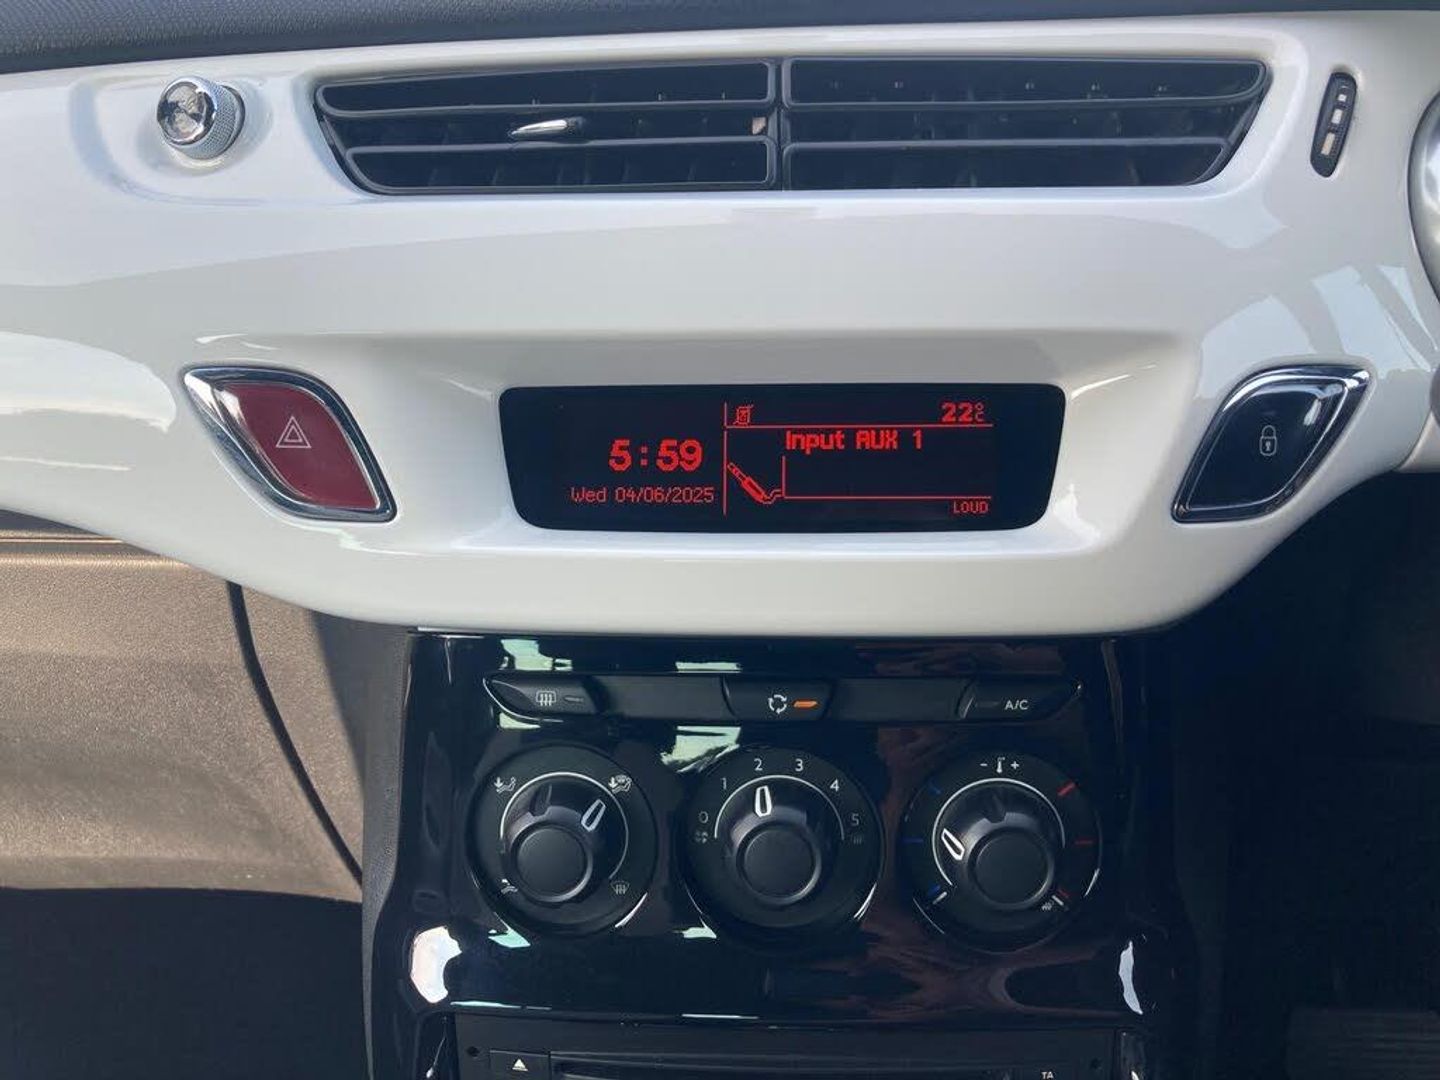 22°C
Input AUX 1
5:59
Wed 04/06/2025
LOUD
A/C
- +
0 1 2 3 4 5
TA